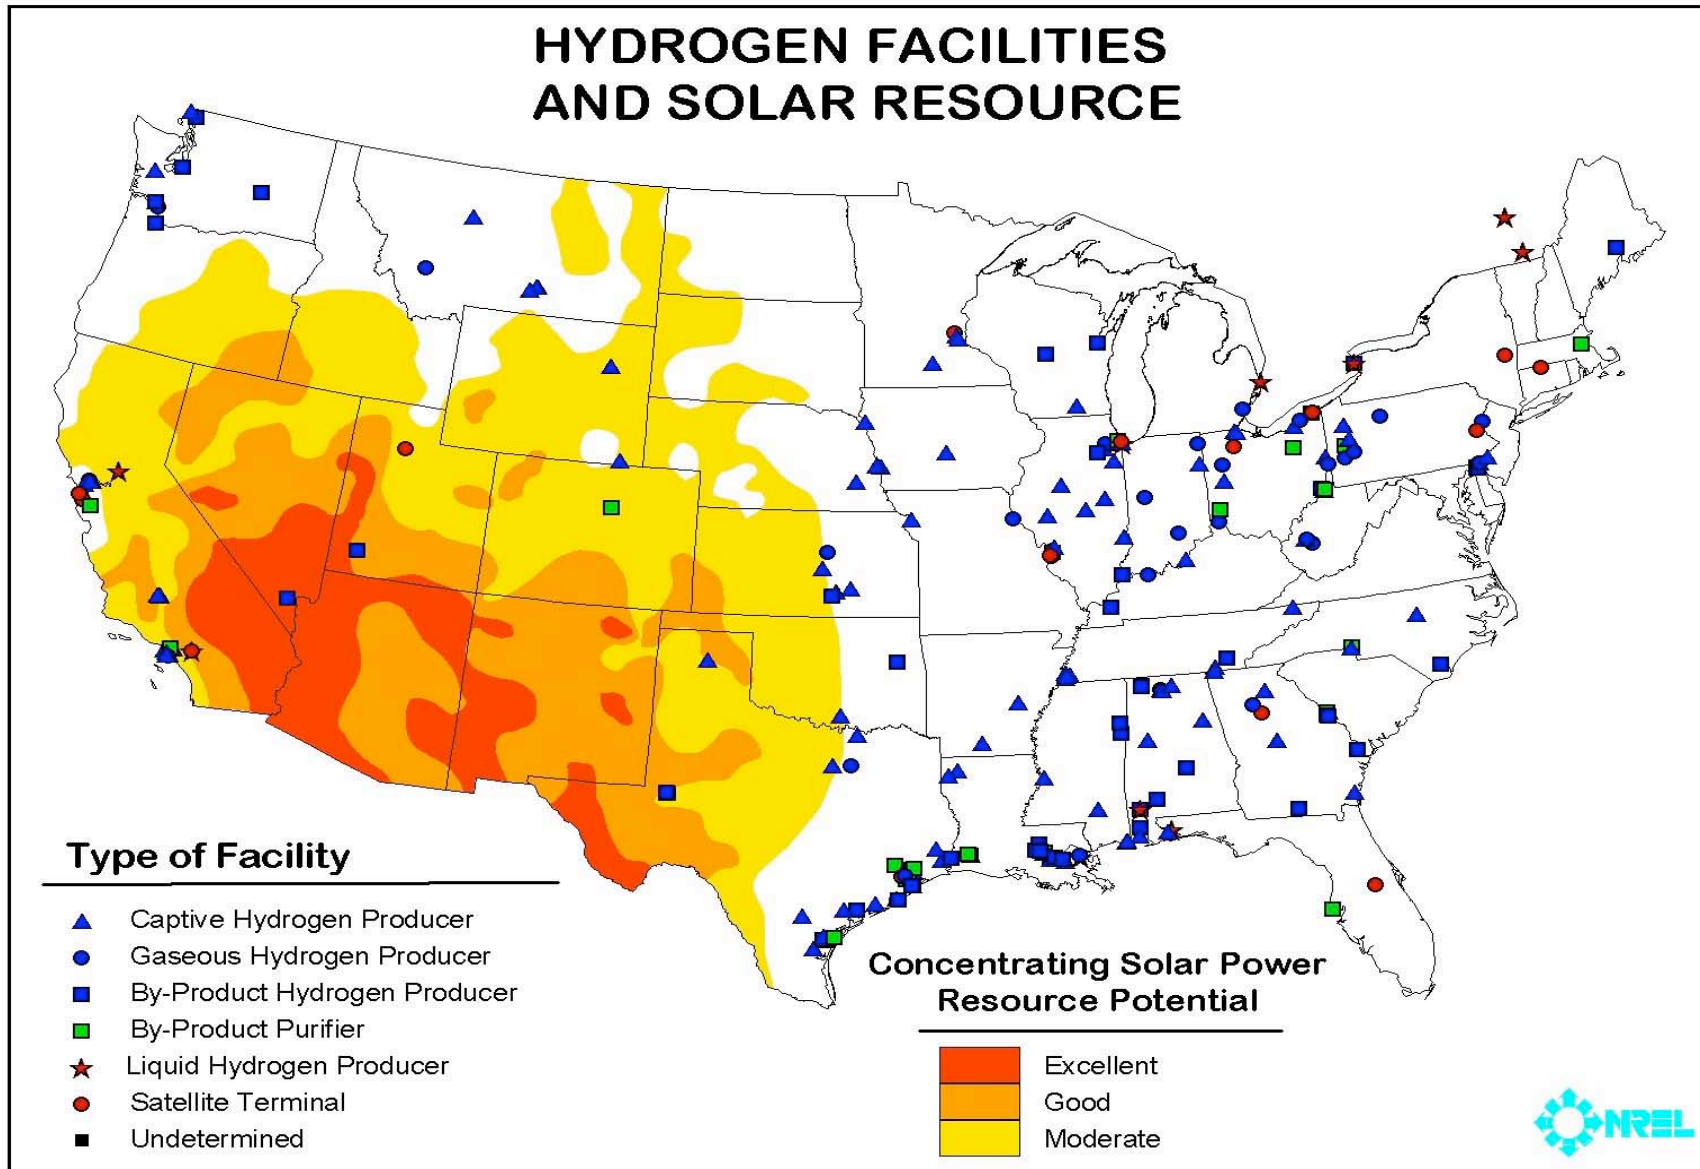 HYDROGEN FACILITIES
AND SOLAR RESOURCE
Type of Facility
Captive Hydrogen Producer
Gaseous Hydrogen Producer
By-Product Hydrogen Producer
By-Product Purifier
Liquid Hydrogen Producer
Satellite Terminal
Undetermined
Concentrating Solar Power
Resource Potential
Excellent
Good
Moderate
NREL